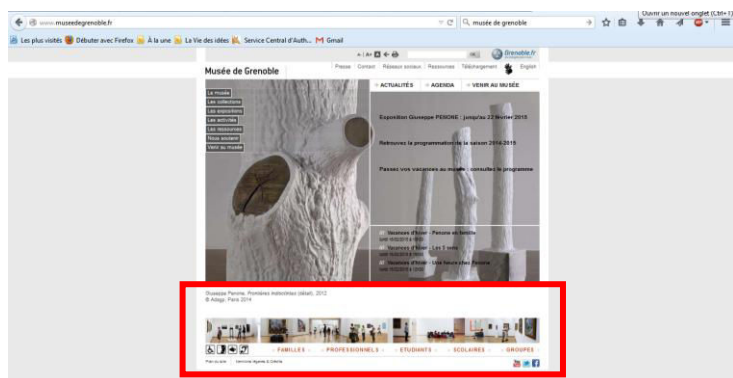 Ouvrir un nouvel onglet (Ctrl+T)
www.museedegrenoble.fr
musée de grenoble
Les plus visités Débuter avec Firefox À la une La Vie des idées Service Central d'Auth... Gmail
Grenoble.fr
Presse Contact Réseaux sociaux Ressources Téléchargement English
Musée de Grenoble
ACTUALITÉS AGENDA VENIR AU MUSÉE
Le musée
Les collections
Les expositions
Les activités
Les ressources
Nous soutenir
Venir au musée
Exposition Giuseppe PENONE : jusqu'au 22 février 2015
Retrouvez la programmation de la saison 2014-2015
Passez vos vacances au musée : consultez le programme
Vacances d'hiver - Penone en famille
Vacances d'hiver - Les 5 sens
Vacances d'hiver - Une heure chez Penone
Giuseppe Penone, (détail), 2012
© Adagp, Paris 2014
FAMILLES PROFESSIONNELS ETUDIANTS SCOLAIRES GROUPES
Plan du site Mentions légales & Crédits